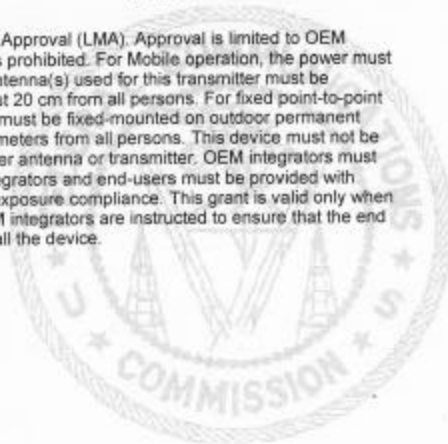 Approval (LMA). Approval is limited to OEM
s prohibited. For Mobile operation, the power must
ntenna(s) used for this transmitter must be
t 20 cm from all persons. For fixed point-to-point
must be fixed-mounted on outdoor permanent
meters from all persons. This device must not be
er antenna or transmitter. OEM integrators must
egrators and end-users must be provided with
exposure compliance. This grant is valid only when
M integrators are instructed to ensure that the end
all the device.
COMMISSION